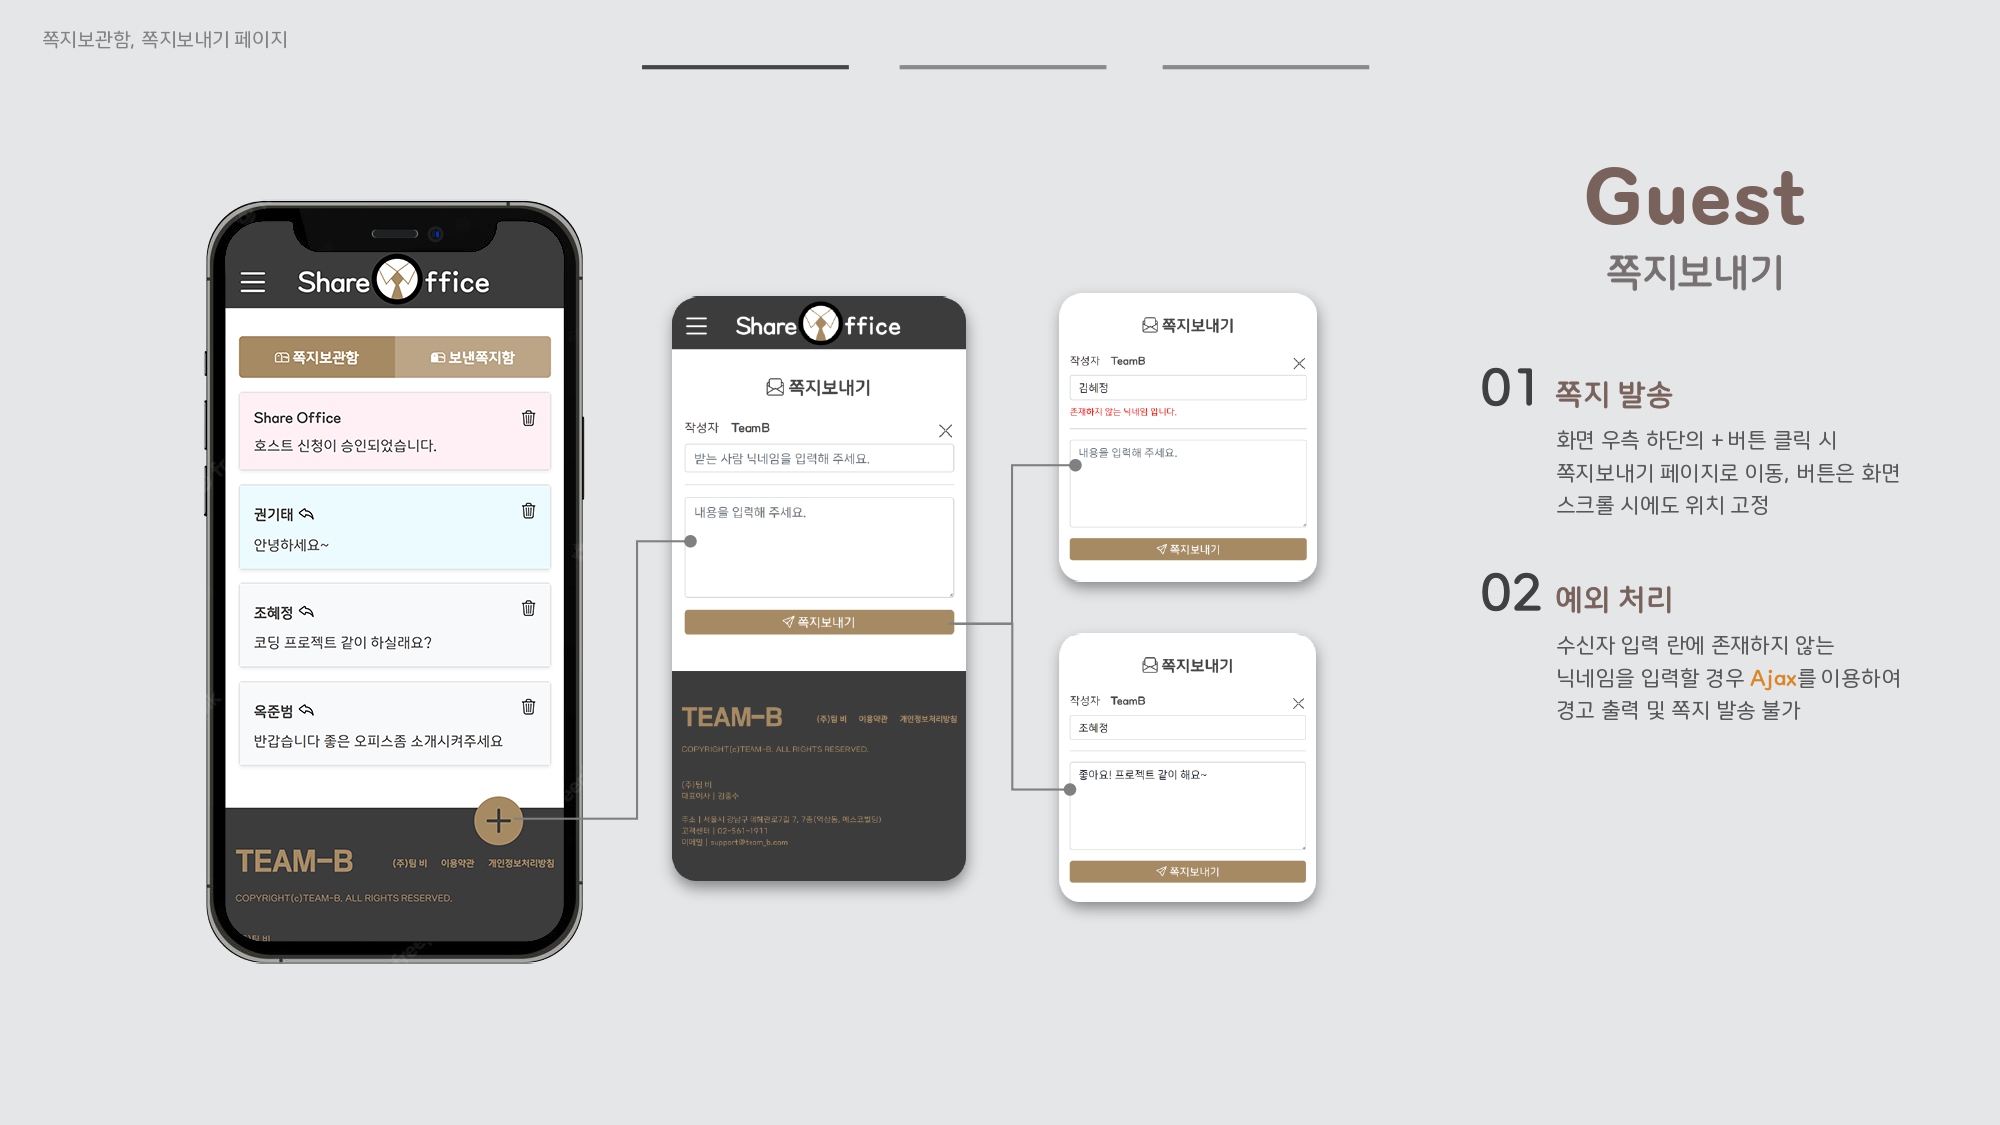 쪽지보관함, 쪽지보내기 페이지
Guest
쪽지보내기
01 쪽지 발송
화면 우측 하단의 + 버튼 클릭 시
쪽지보내기 페이지로 이동, 버튼은 화면
스크롤 시에도 위치 고정
02 예외 처리
수신자 입력 란에 존재하지 않는
닉네임을 입력할 경우 Ajax를 이용하여
경고 출력 및 쪽지 발송 불가
Share ffice
쪽지보관함 보낸쪽지함
Share Office
호스트 신청이 승인되었습니다.
권기태
안녕하세요~
조혜정
코딩 프로젝트 같이 하실래요?
옥준범
반갑습니다 좋은 오피스좀 소개시켜주세요
TEAM-B (주)팀 비 이용약관 개인정보처리방침
COPYRIGHT(c)TEAM-B. ALL RIGHTS RESERVED.
(주)팀 비
Share ffice
쪽지보내기
작성자 TeamB
받는 사람 닉네임을 입력해 주세요.
내용을 입력해 주세요.
쪽지보내기
TEAM-B (주)팀 비 이용약관 개인정보처리방침
COPYRIGHT(c)TEAM-B. ALL RIGHTS RESERVED.
(주)팀 비
대표이사 |
주소 | 서울시 강남구 테헤란로7길 7, 7층(역삼동, 에스코빌딩)
고객센터 | 02-561-1911
이메일 | support@team_b.com
쪽지보내기
작성자 TeamB
김혜정
존재하지 않는 닉네임 입니다.
내용을 입력해 주세요.
쪽지보내기
쪽지보내기
작성자 TeamB
조혜정
좋아요! 프로젝트 같이 해요~
쪽지보내기